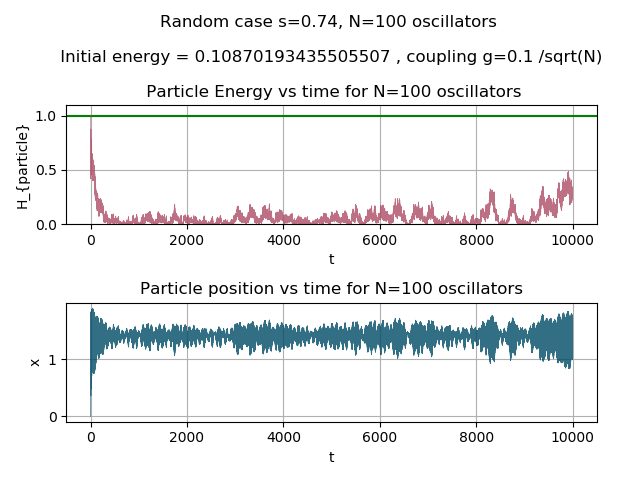 Random case s=0.74, N=100 oscillators
Initial energy = 0.10870193435505507 , coupling g=0.1 /sqrt(N)
Particle Energy vs time for N=100 oscillators
H_{particle}
1.0
0.5
0.0
0 2000 4000 6000 8000 10000
t
Particle position vs time for N=100 oscillators
x
1
0
0 2000 4000 6000 8000 10000
t